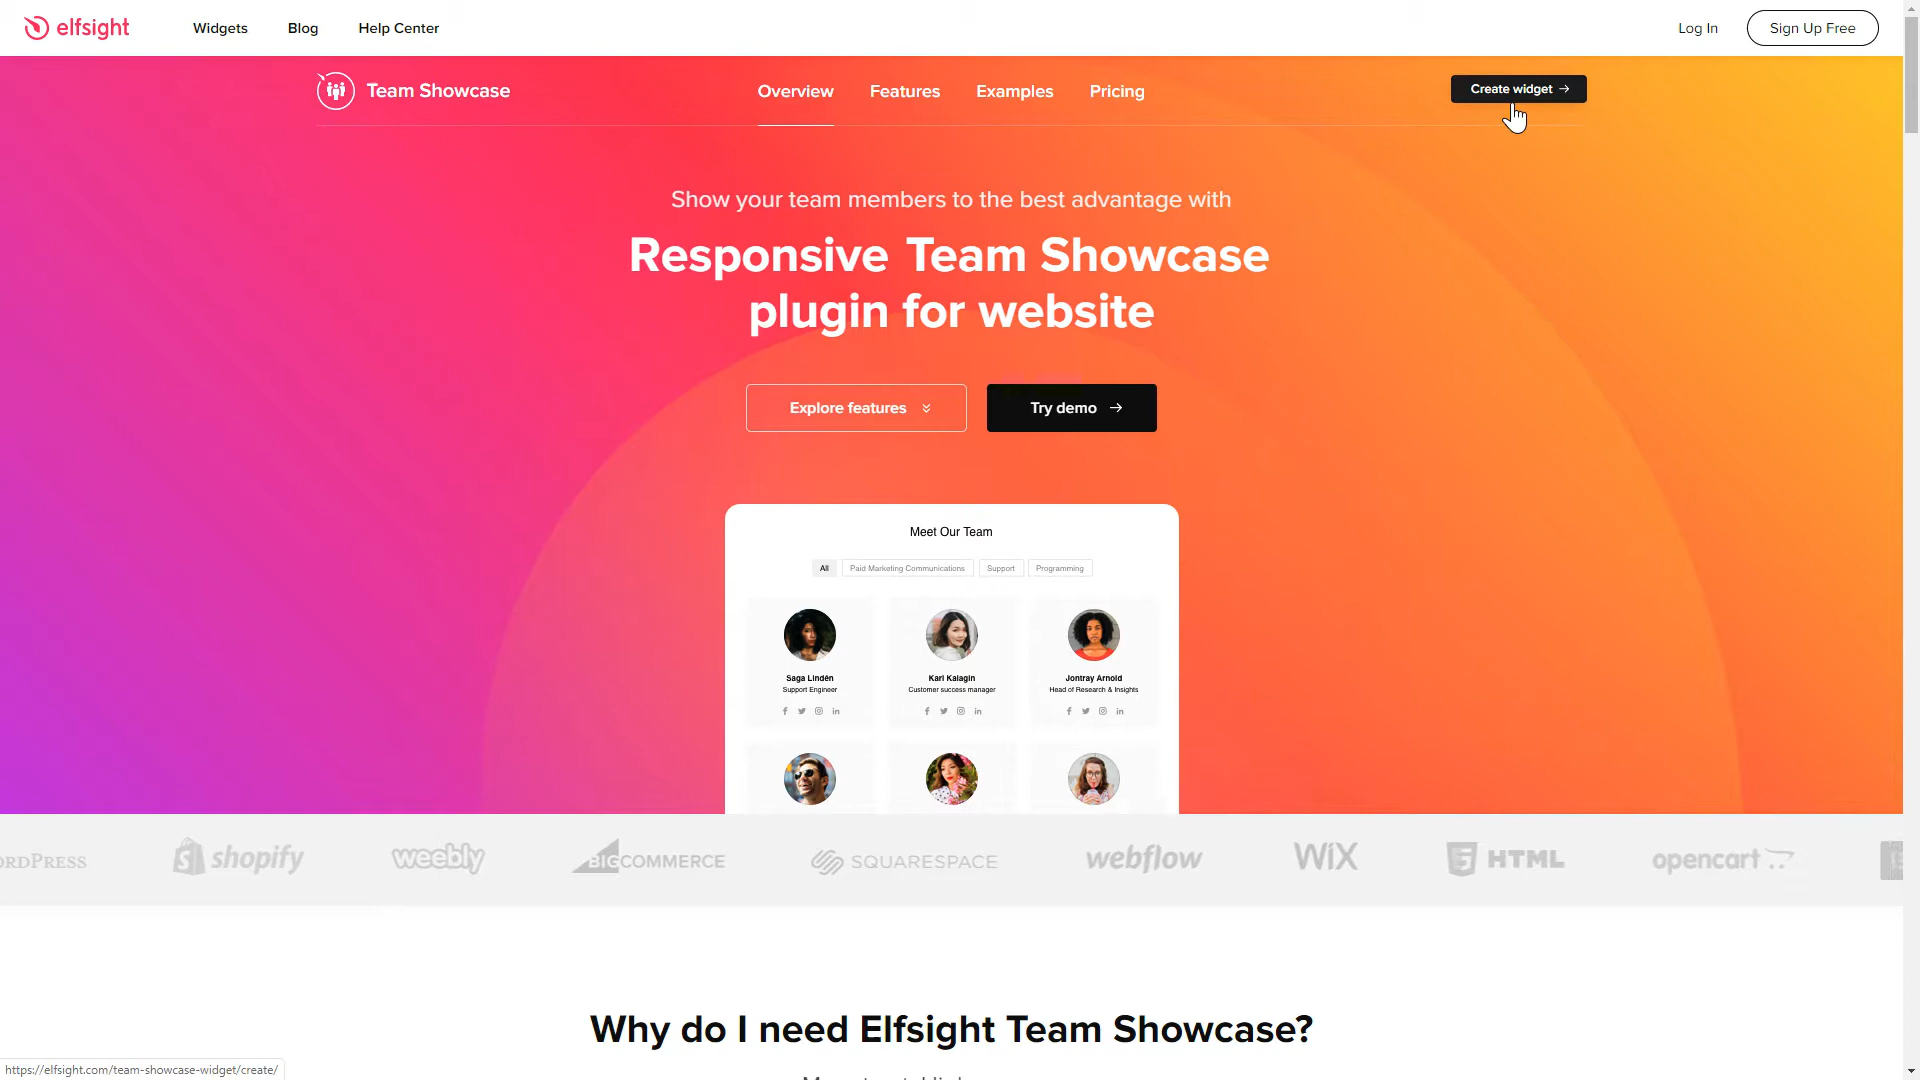 elfsight
Widgets
Blog
Help Center
Log In
Sign Up Free
Team Showcase
Overview
Features
Examples
Pricing
Create widget
Show your team members to the best advantage with
Responsive Team Showcase
plugin for website
Explore features
Try demo
Meet Our Team
All
Paid Marketing Communications
Support
Programming
Saga Lindén
Support Engineer
Kari Kalagin
Customer success manager
Jontray Arnold
Head of Research & Insights
ORDPRESS
shopify
weebly
BIGCOMMERCE
SQUARESPACE
webflow
WiX
HTML
opencart
Why do I need Elfsight Team Showcase?
https://elfsight.com/team-showcase-widget/create/